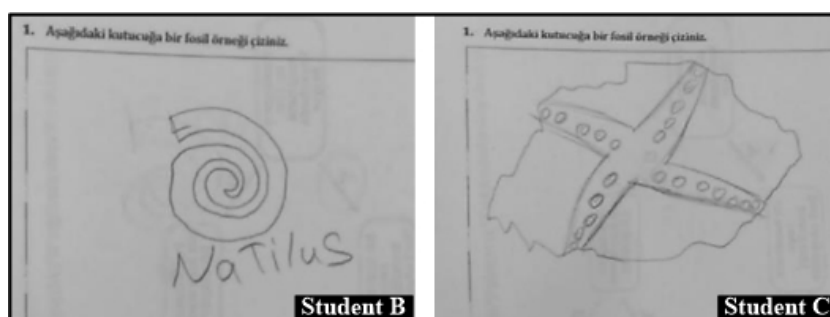 1. Aşağıdaki kutucuğa bir fosil örneği çiziniz.
NaTiluS
Student B
1. Aşağıdaki kutucuğa bir fosil örneği çiziniz.
Student C